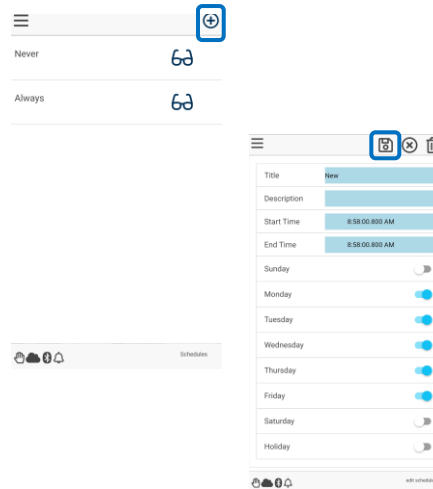 Never
Always
Schedules
Title New
Description
Start Time 8:58:00.800 AM
End Time 8:58:00.800 AM
Sunday
Monday
Tuesday
Wednesday
Thursday
Friday
Saturday
Holiday